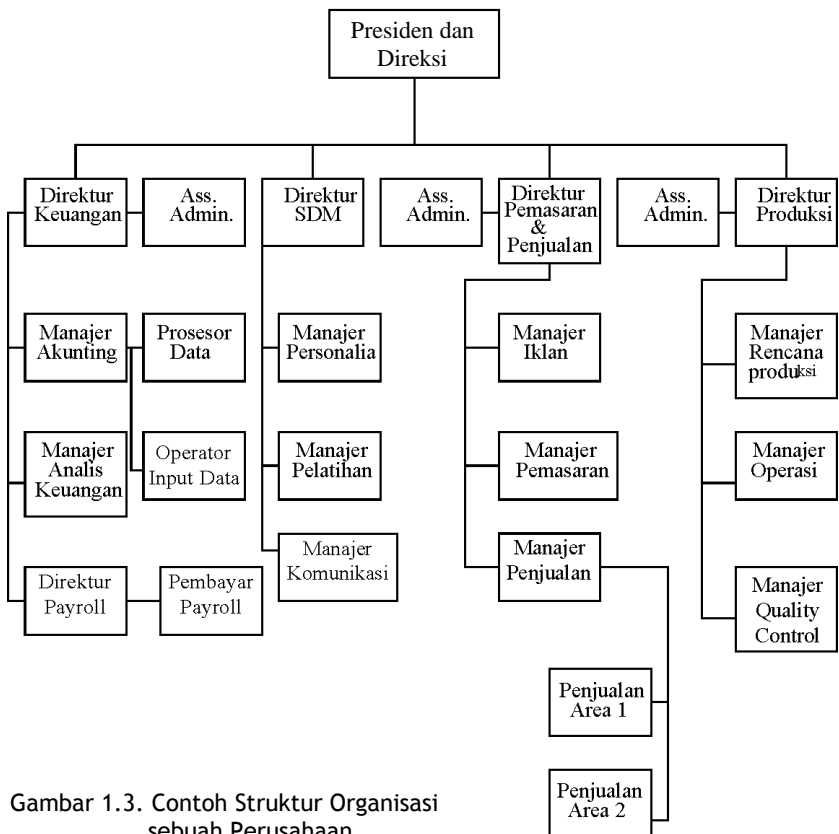 Presiden dan
Direksi
Direktur
Keuangan
Ass.
Admin.
Direktur
SDM
Ass.
Admin.
Direktur
Pemasaran
&
Penjualan
Ass.
Admin.
Direktur
Produksi
Manajer
Akunting
Prosesor
Data
Manajer
Personalia
Manajer
Iklan
Manajer
Rencana
produksi
Manajer
Analis
Keuangan
Operator
Input Data
Manajer
Pelatihan
Manajer
Pemasaran
Manajer
Operasi
Direktur
Payroll
Pembayar
Payroll
Manajer
Komunikasi
Manajer
Penjualan
Manajer
Quality
Control
Penjualan
Area 1
Penjualan
Area 2
Gambar 1.3. Contoh Struktur Organisasi
sebuah Perusahaan